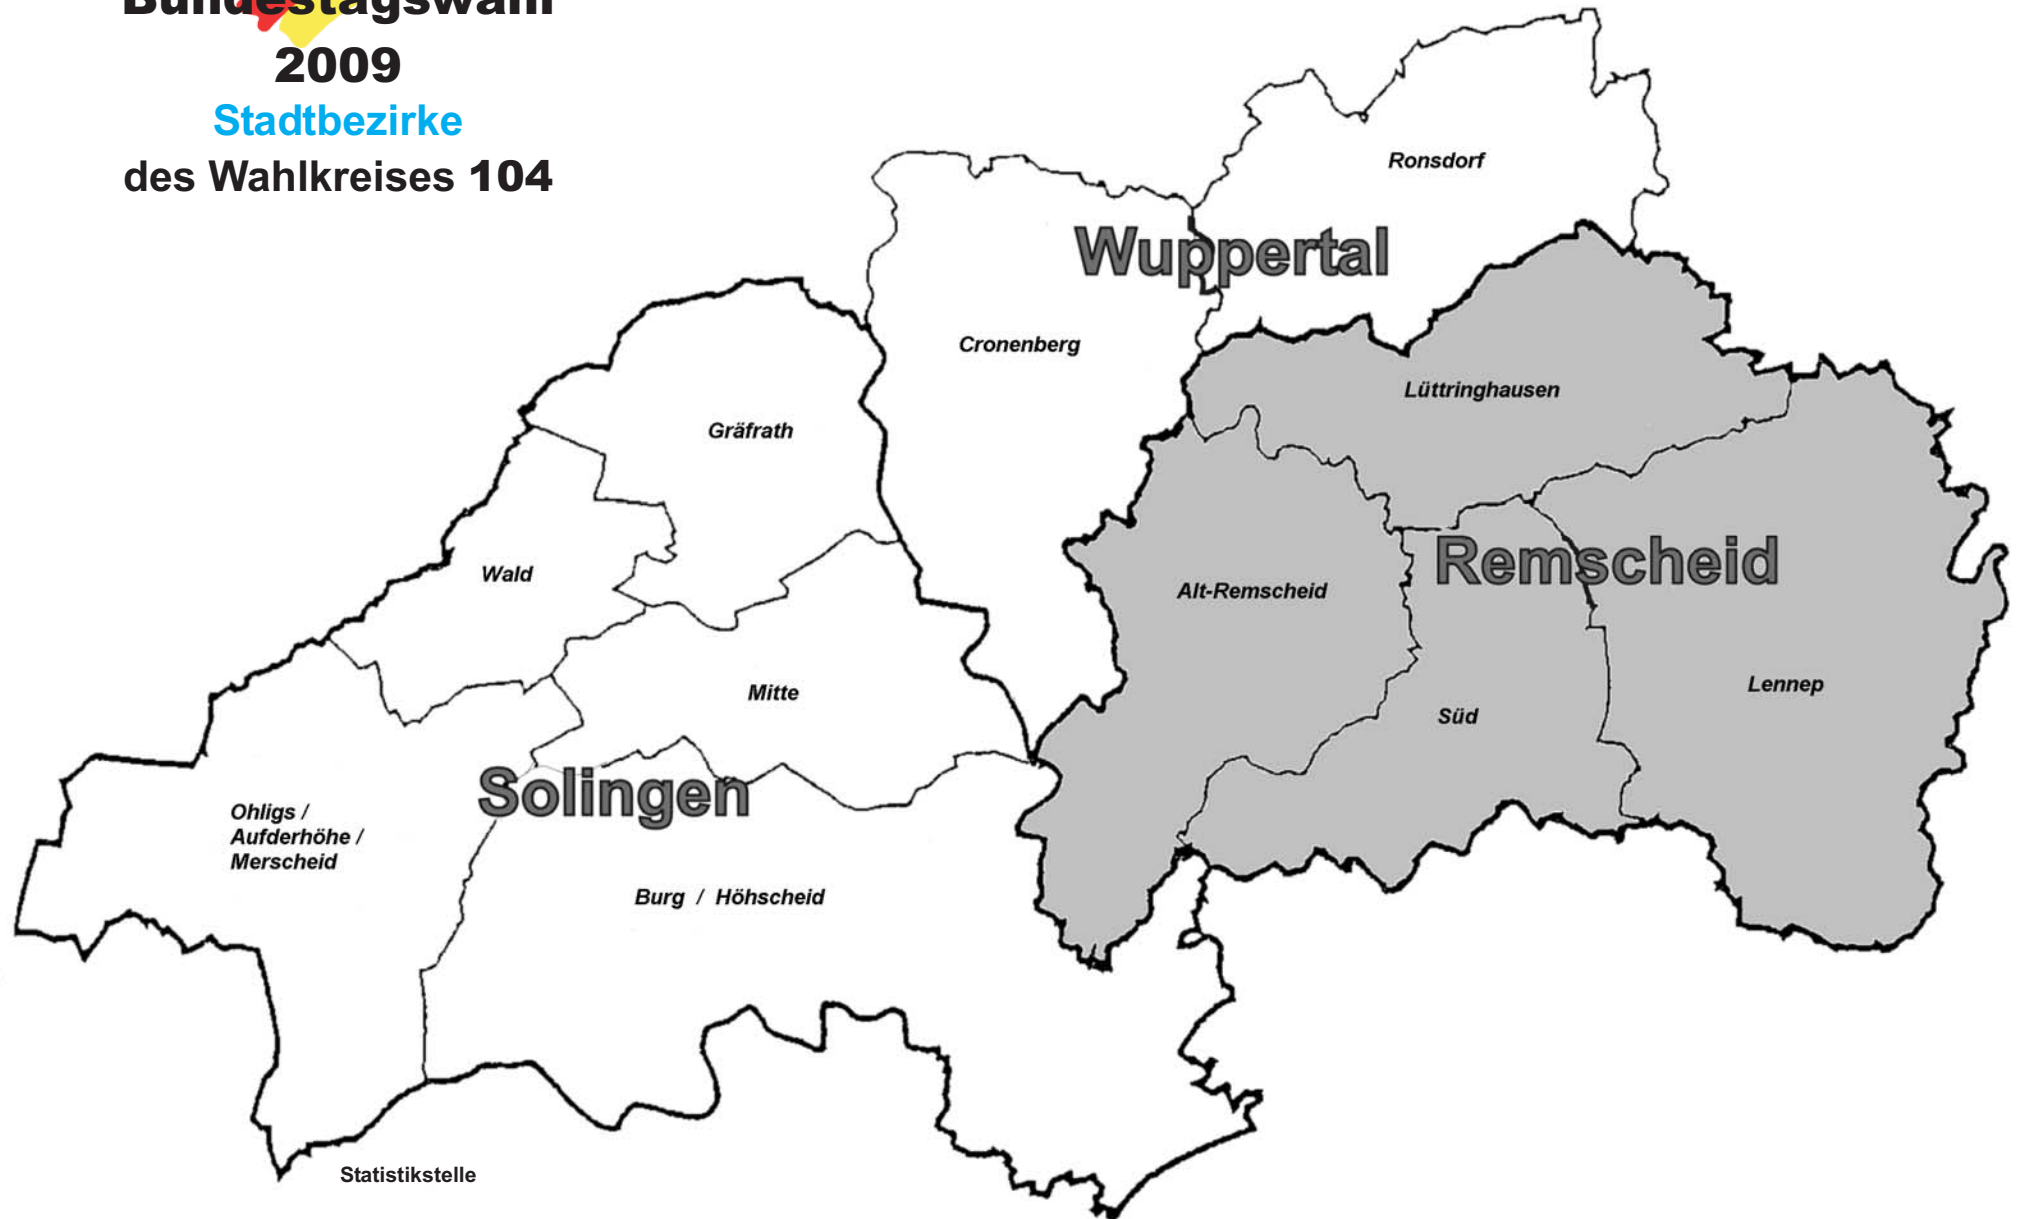 Bundestagswahl
2009
Stadtbezirke
des Wahlkreises 104
Ronsdorf
Wuppertal
Cronenberg
Lüttringhausen
Gräfrath
Remscheid
Wald
Alt-Remscheid
Mitte
Lennep
Süd
Solingen
Ohligs /
Aufderhöhe /
Merscheid
Burg / Höhscheid
Statistikstelle